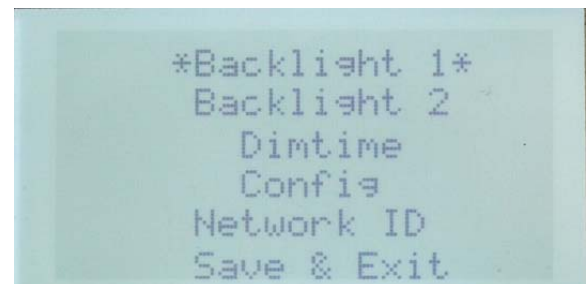 *Backlight 1*
Backlight 2
Dimtime
Config
Network ID
Save & Exit